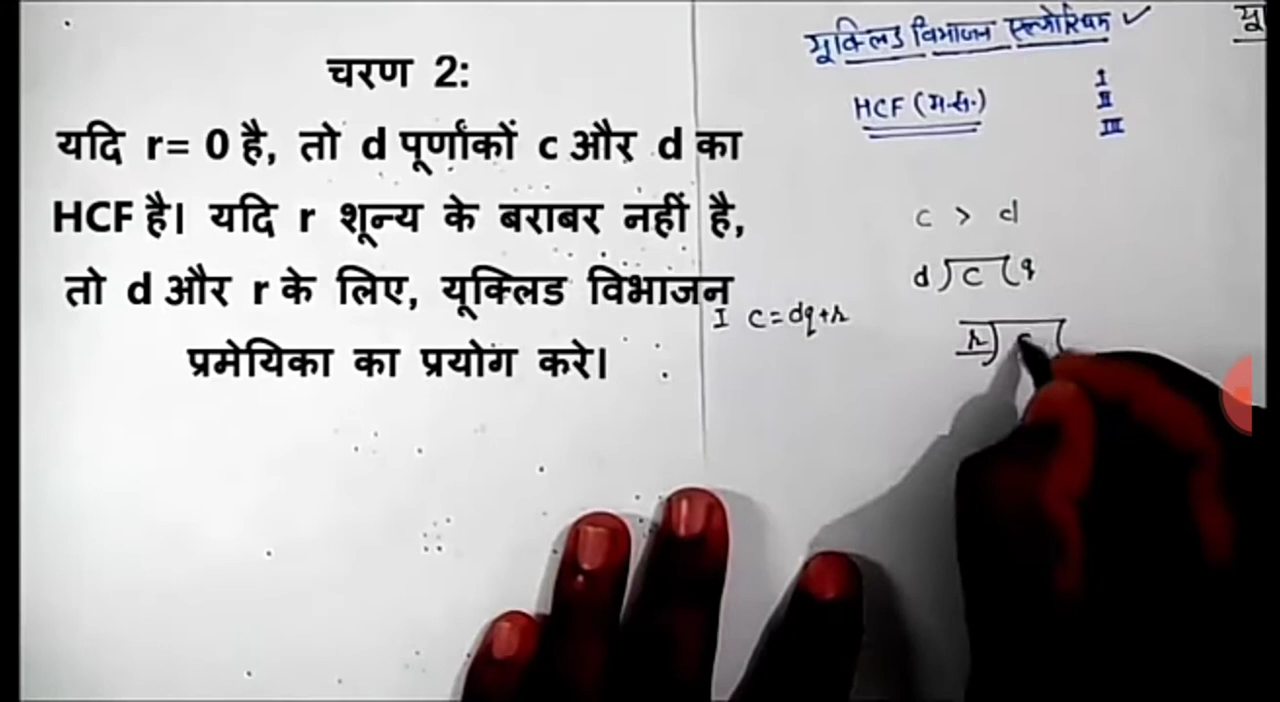 चरण 2:
यदि r= 0 है, तो d पूर्णांकों c और d का
HCF है। यदि r शून्य के बराबर नहीं है,
तो d और r के लिए, यूक्लिड विभाजन
प्रमेयिका का प्रयोग करे।
यूक्लिड विभाजन एल्गोरिथम ✓
HCF (म.स.)
I
II
III
c > d
d) c (q
I c=dq+r
r)
यू